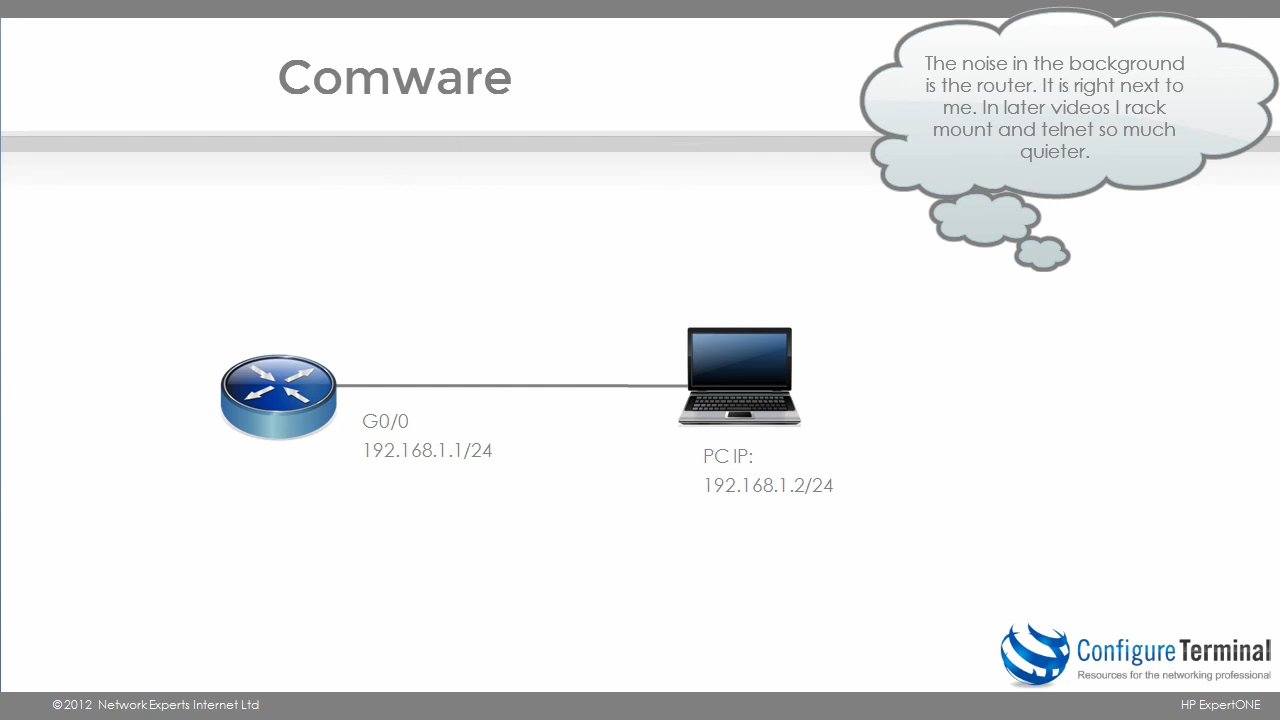 Comware
The noise in the background
is the router. It is right next to
me. In later videos I rack
mount and telnet so much
quieter.
G0/0
192.168.1.1/24
PC IP:
192.168.1.2/24
Configure Terminal
Resources for the networking professional
©2012 Network Experts Internet Ltd
HP ExpertONE